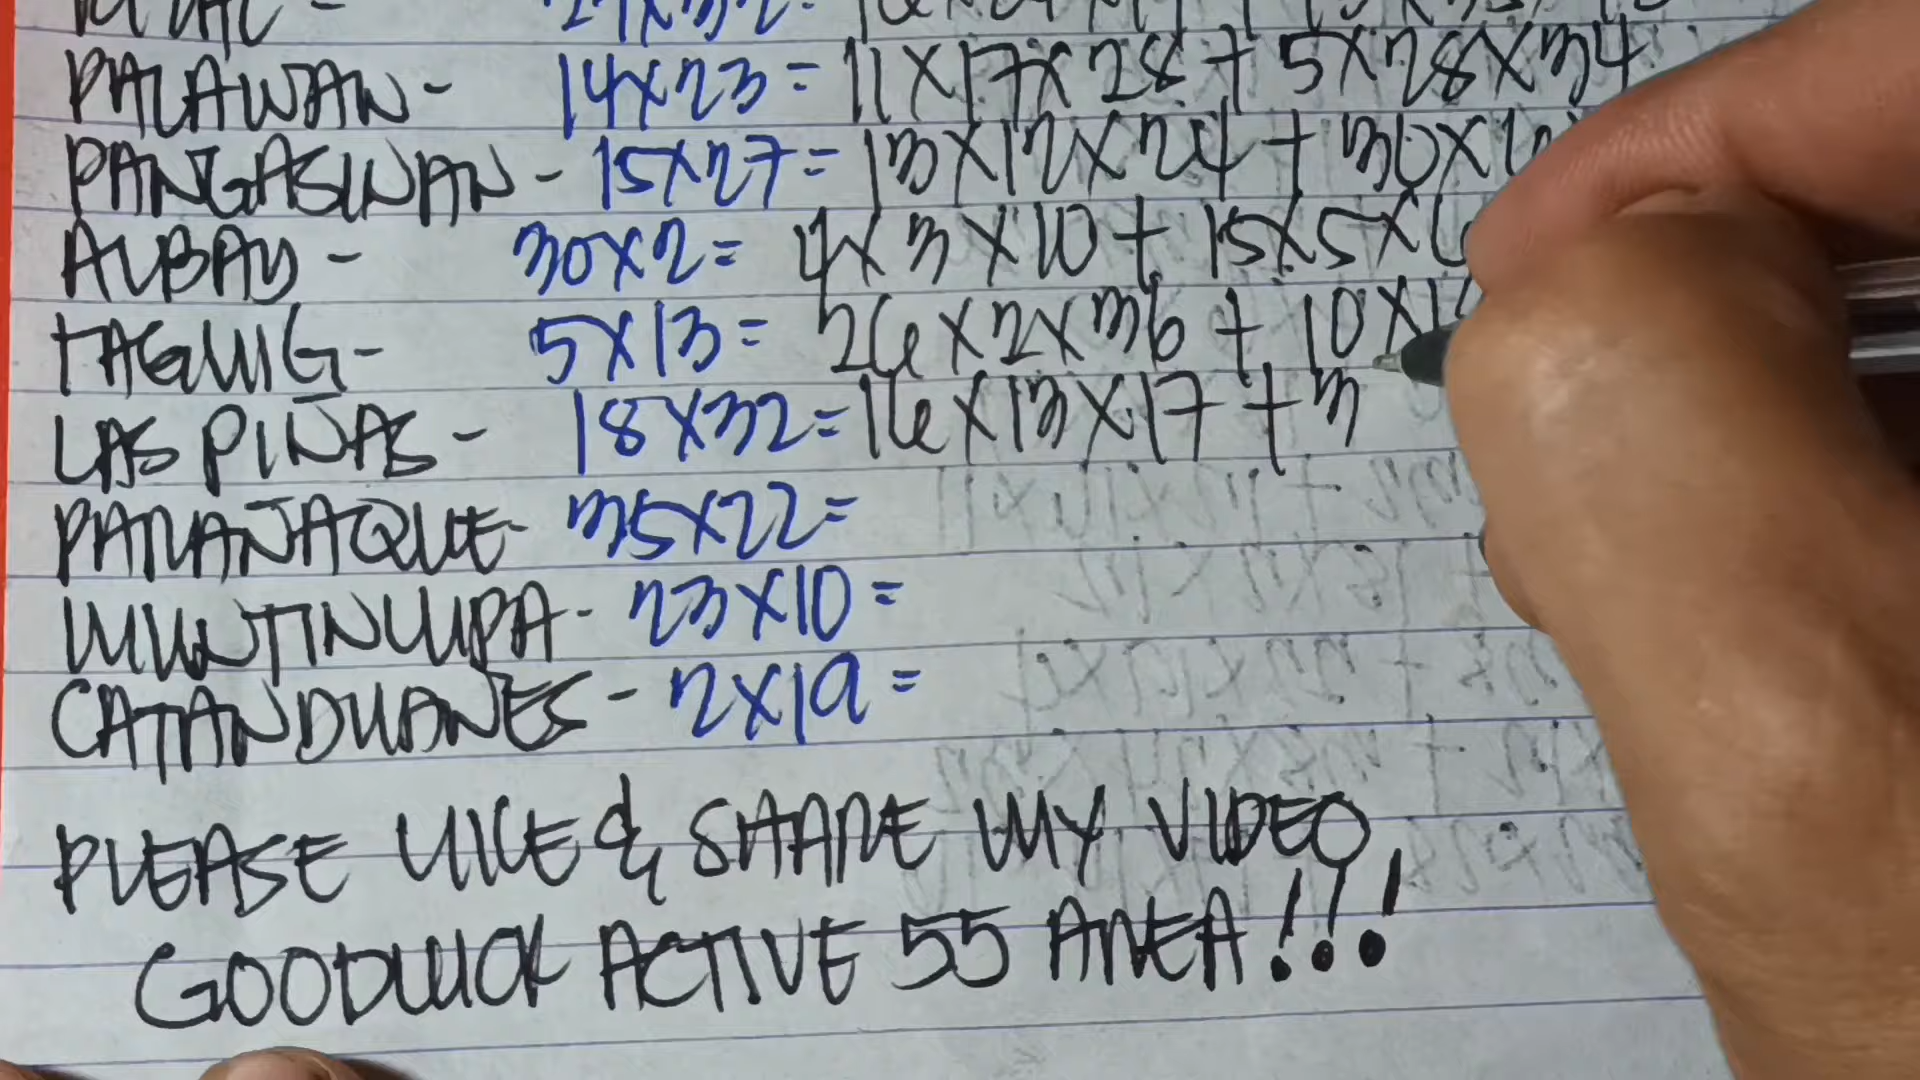 PALAWAN - 14X23= 11X17X28 + 5X28X34
PANGASINAN - 15X27= 13X12X24 + 30X
ALBAY - 30X2= 4X3X10 + 15X5X
TAGUIG - 5X13= 26X2X36 + 10X
LAS PIÑAS - 18X32= 16X13X17 + 3
PARAÑAQUE - 35X22=
MUNTINLUPA - 23X10=
CATANDUANES - 2X19=
PLEASE LIKE & SHARE MY VIDEO
GOODLUCK ACTIVE 55 AREA!!!